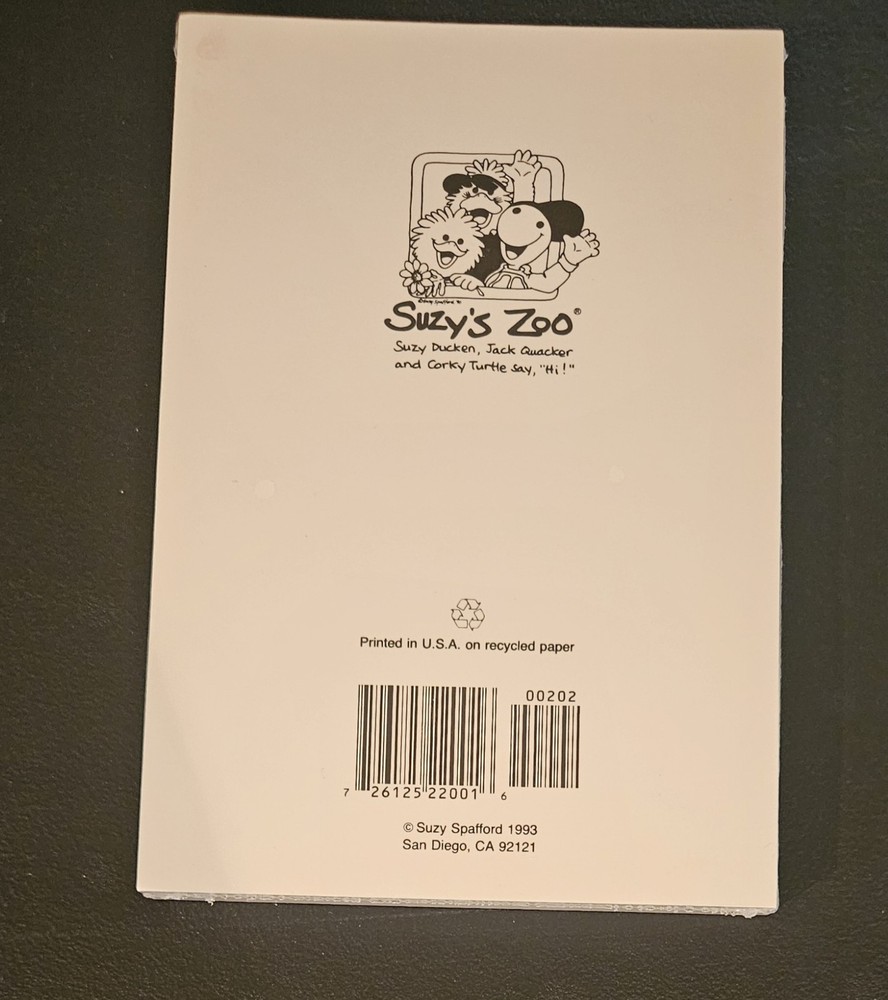 Suzy's Zoo®
Suzy Ducken, Jack Quacker
and Corky Turtle say, "Hi!"
Printed in U.S.A. on recycled paper
00202
7 26125 22001 6
© Suzy Spafford 1993
San Diego, CA 92121